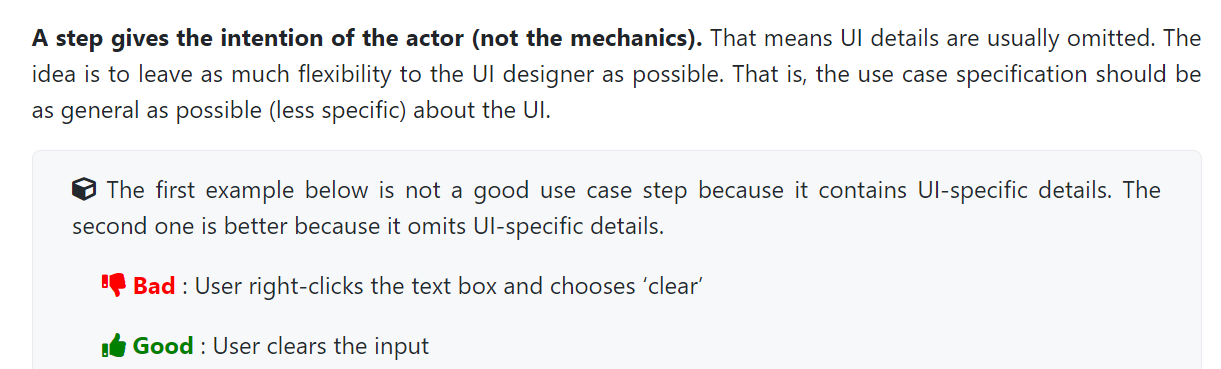 A step gives the intention of the actor (not the mechanics). That means UI details are usually omitted. The
idea is to leave as much flexibility to the UI designer as possible. That is, the use case specification should be
as general as possible (less specific) about the UI.
The first example below is not a good use case step because it contains UI-specific details. The
second one is better because it omits UI-specific details.
Bad : User right-clicks the text box and chooses ‘clear’
Good : User clears the input